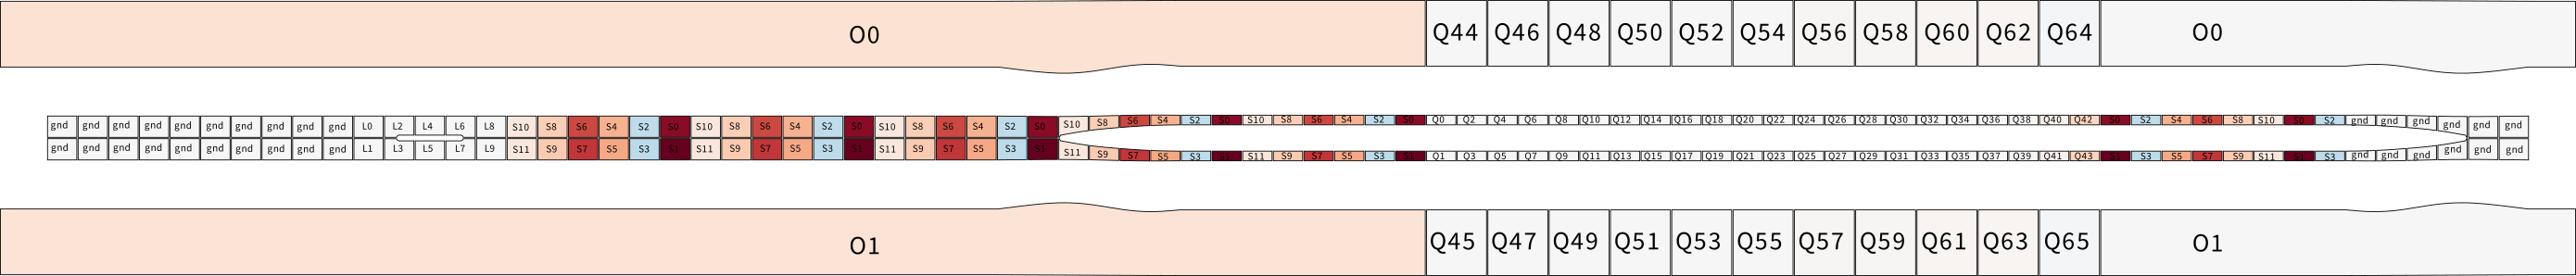 O0 Q44 Q46 Q48 Q50 Q52 Q54 Q56 Q58 Q60 Q62 Q64 O0
gnd gnd gnd gnd gnd gnd gnd gnd gnd gnd L0 L2 L4 L6 L8 S10 S8 S6 S4 S2 S0 S10 S8 S6 S4 S2 S0 S10 S8 S6 S4 S2 S0 S10 S8 S6 S4 S2 S0 S10 S8 S6 S4 S2 S0 Q0 Q2 Q4 Q6 Q8 Q10 Q12 Q14 Q16 Q18 Q20 Q22 Q24 Q26 Q28 Q30 Q32 Q34 Q36 Q38 Q40 Q42 S0 S2 S4 S6 S8 S10 S0 S2 gnd gnd gnd gnd gnd gnd
gnd gnd gnd gnd gnd gnd gnd gnd gnd gnd L1 L3 L5 L7 L9 S11 S9 S7 S5 S3 S1 S11 S9 S7 S5 S3 S1 S11 S9 S7 S5 S3 S1 S11 S9 S7 S5 S3 S1 S11 S9 S7 S5 S3 S1 Q1 Q3 Q5 Q7 Q9 Q11 Q13 Q15 Q17 Q19 Q21 Q23 Q25 Q27 Q29 Q31 Q33 Q35 Q37 Q39 Q41 Q43 S1 S3 S5 S7 S9 S11 S1 S3 gnd gnd gnd gnd gnd gnd
O1 Q45 Q47 Q49 Q51 Q53 Q55 Q57 Q59 Q61 Q63 Q65 O1